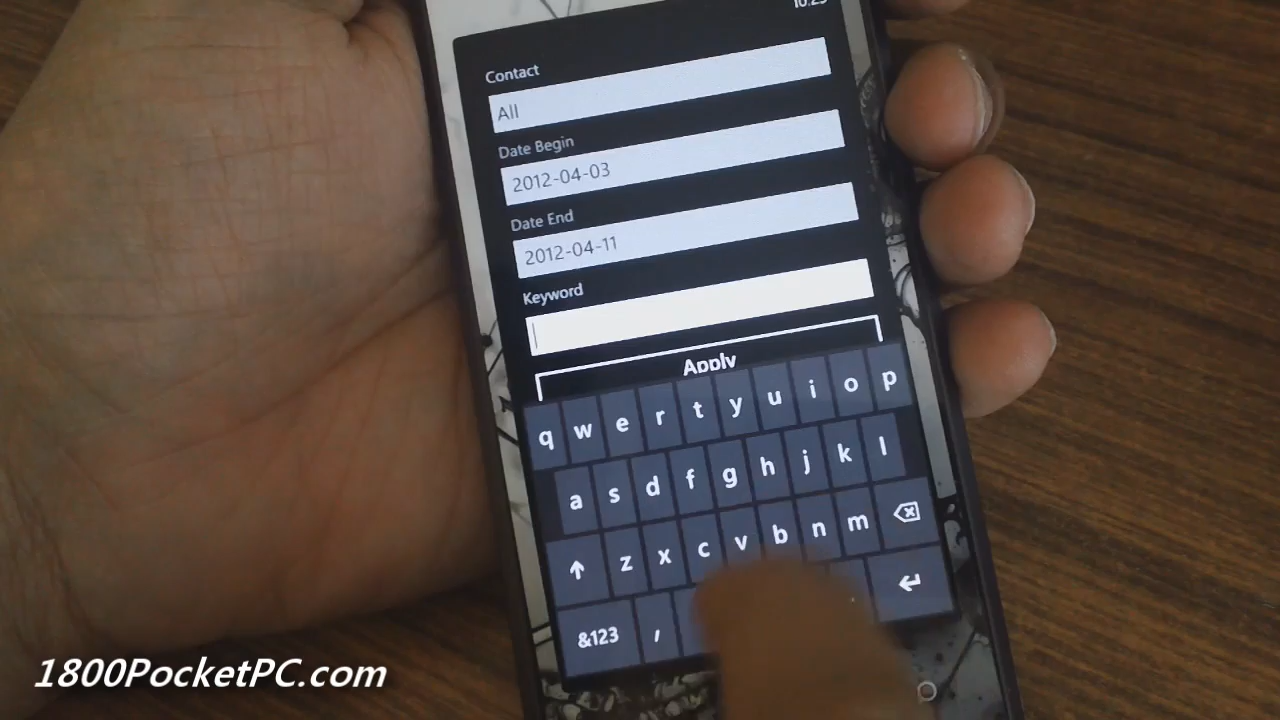 Contact
All
Date Begin
2012-04-03
Date End
2012-04-11
Keyword
Apply
q w e r t y u i o p
a s d f g h j k l
z x c v b n m
&123 ,
1800PocketPC.com